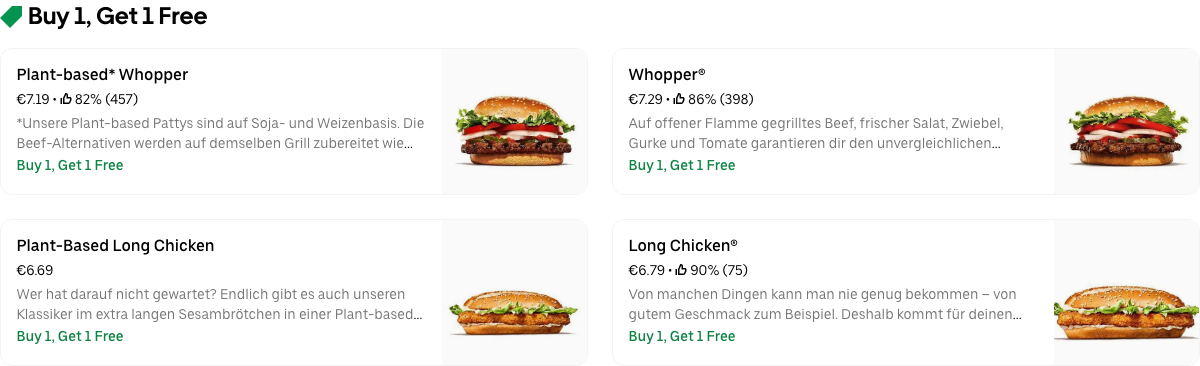 Buy 1, Get 1 Free
Plant-based* Whopper
€7.19 • 82% (457)
*Unsere Plant-based Pattys sind auf Soja- und Weizenbasis. Die
Beef-Alternativen werden auf demselben Grill zubereitet wie...
Buy 1, Get 1 Free
Whopper®
€7.29 • 86% (398)
Auf offener Flamme gegrilltes Beef, frischer Salat, Zwiebel,
Gurke und Tomate garantieren dir den unvergleichlichen...
Buy 1, Get 1 Free
Plant-Based Long Chicken
€6.69
Wer hat darauf nicht gewartet? Endlich gibt es auch unseren
Klassiker im extra langen Sesambrötchen in einer Plant-based...
Buy 1, Get 1 Free
Long Chicken®
€6.79 • 90% (75)
Von manchen Dingen kann man nie genug bekommen – von
gutem Geschmack zum Beispiel. Deshalb kommt für deinen...
Buy 1, Get 1 Free